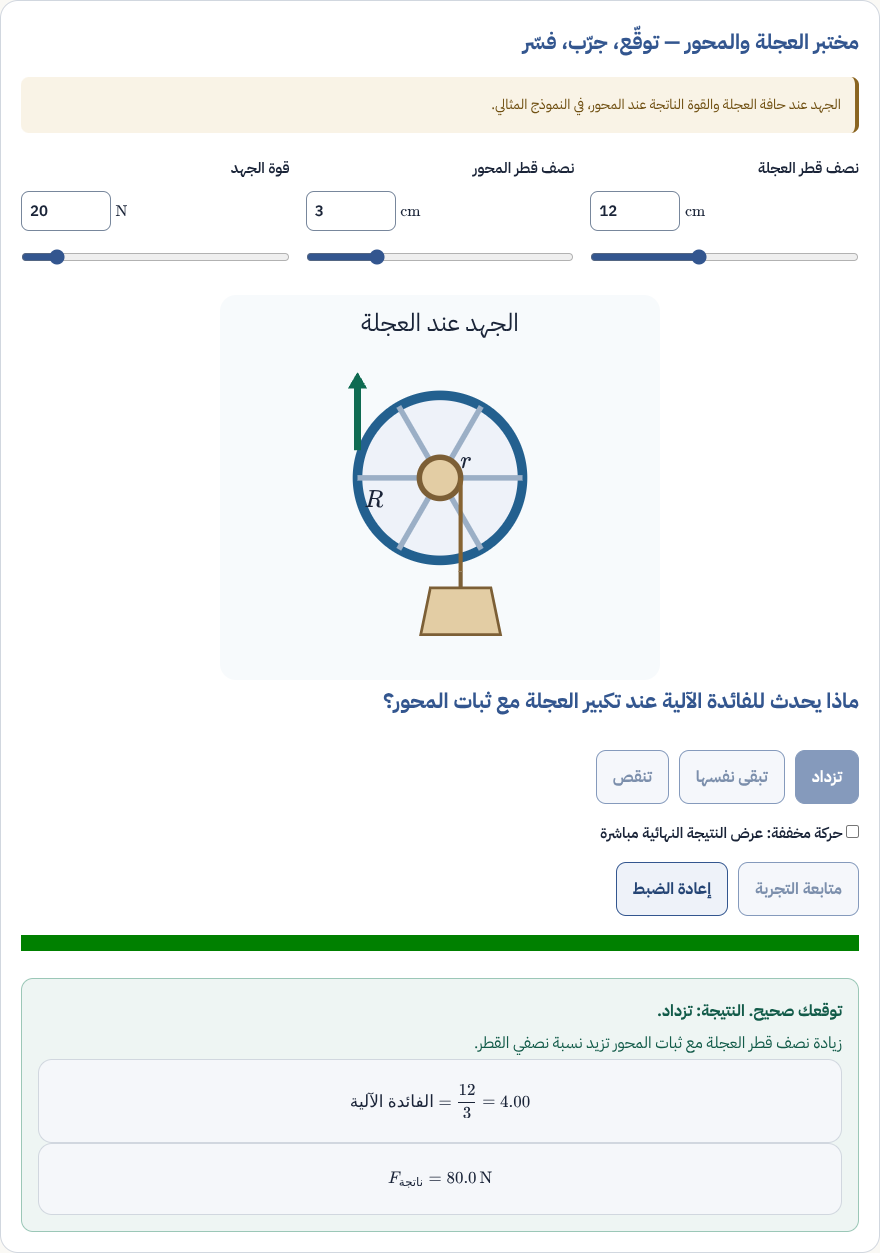 مختبر العجلة والمحور — توقّع، جرّب، فسّر
الجهد عند حافة العجلة والقوة الناتجة عند المحور، في النموذج المثالي.
نصف قطر العجلة
12 cm
نصف قطر المحور
3 cm
قوة الجهد
20 N
الجهد عند العجلة
r
R
ماذا يحدث للفائدة الآلية عند تكبير العجلة مع ثبات المحور؟
تزداد
تبقى نفسها
تنقص
حركة مخففة: عرض النتيجة النهائية مباشرة
متابعة التجربة
إعادة الضبط
توقعك صحيح. النتيجة: تزداد.
زيادة نصف قطر العجلة مع ثبات المحور تزيد نسبة نصفي القطر.
الفائدة الآلية = 12/3 = 4.00
F ناتجة = 80.0 N